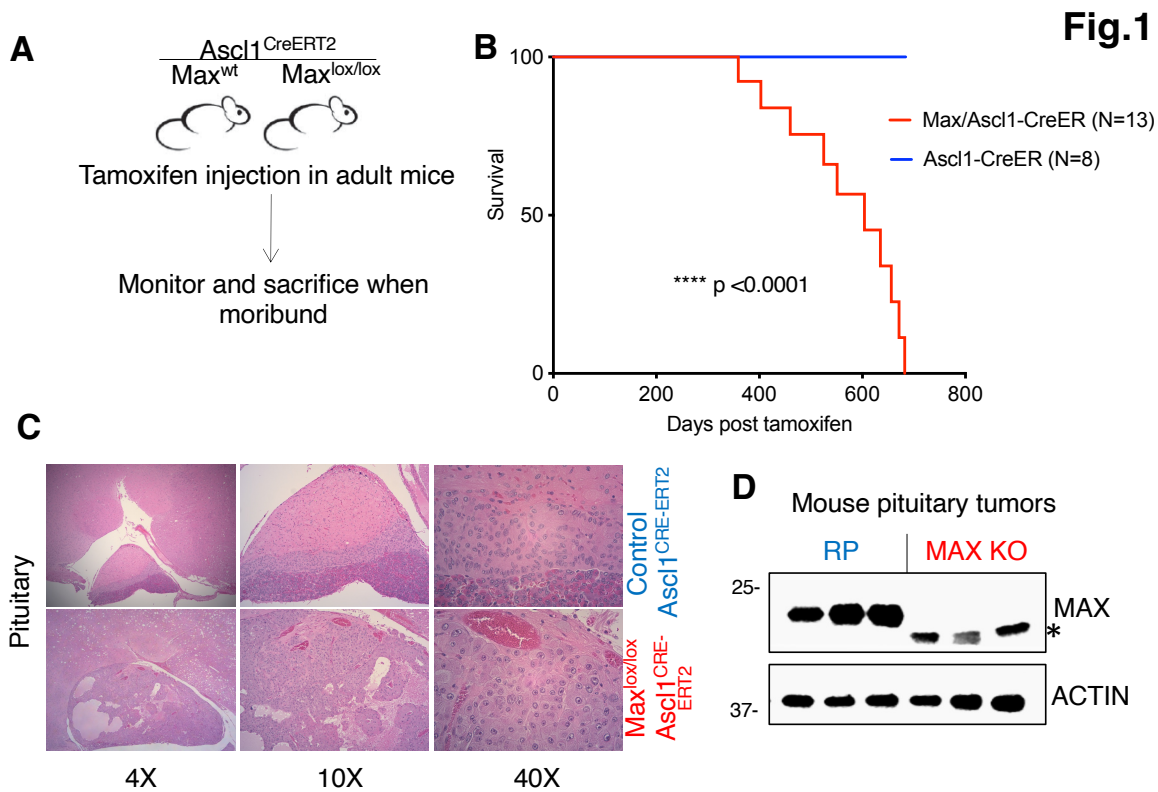 Fig.1
A
Ascl1CreERT2
Maxwt Maxlox/lox
Tamoxifen injection in adult mice
Monitor and sacrifice when
moribund
B
100
50
0
Survival
0 200 400 600 800
Days post tamoxifen
**** p <0.0001
Max/Ascl1-CreER (N=13)
Ascl1-CreER (N=8)
C
Pituitary
Control
Ascl1CRE-ERT2
Maxlox/lox
Ascl1CRE-
ERT2
4X 10X 40X
D
Mouse pituitary tumors
RP MAX KO
25-
MAX
*
37-
ACTIN